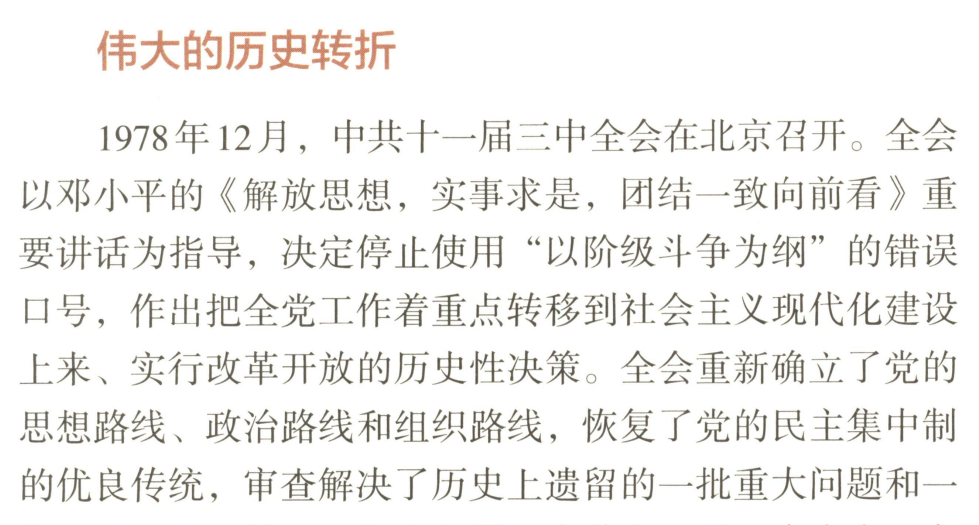 伟大的历史转折
1978年12月，中共十一届三中全会在北京召开。全会
以邓小平的《解放思想，实事求是，团结一致向前看》重
要讲话为指导，决定停止使用“以阶级斗争为纲”的错误
口号，作出把全党工作着重点转移到社会主义现代化建设
上来、实行改革开放的历史性决策。全会重新确立了党的
思想路线、政治路线和组织路线，恢复了党的民主集中制
的优良传统，审查解决了历史上遗留的一批重大问题和一